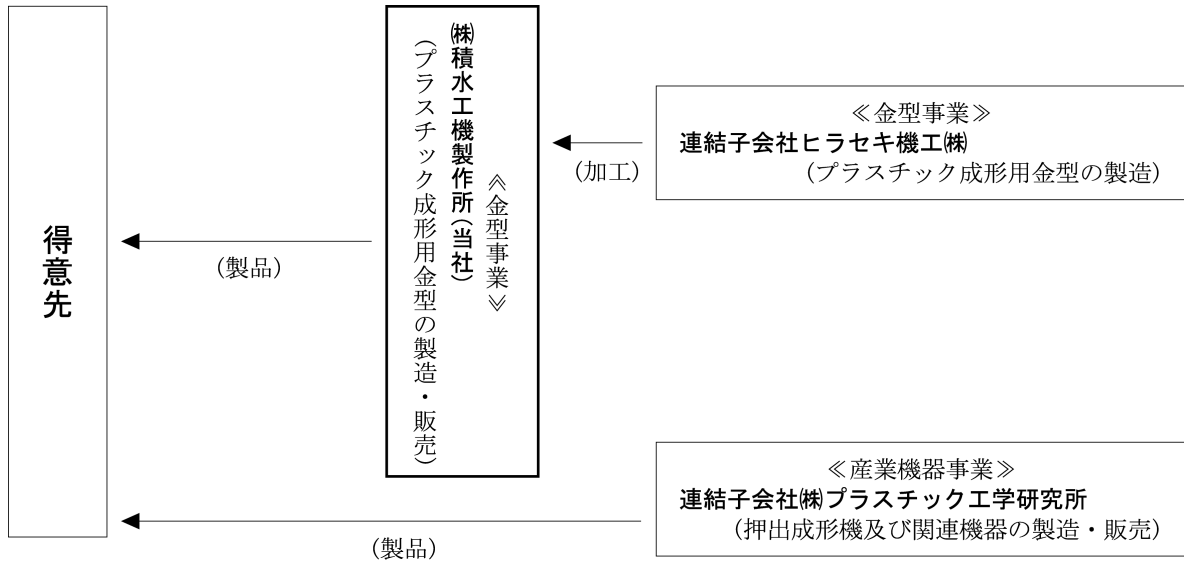 得意先
(製品)
≪金型事業≫
㈱積水工機製作所(当社)
(プラスチック成形用金型の製造・販売)
(加工)
≪金型事業≫
連結子会社ヒラセキ機工㈱
(プラスチック成形用金型の製造)
≪産業機器事業≫
連結子会社㈱プラスチック工学研究所
(押出成形機及び関連機器の製造・販売)
(製品)